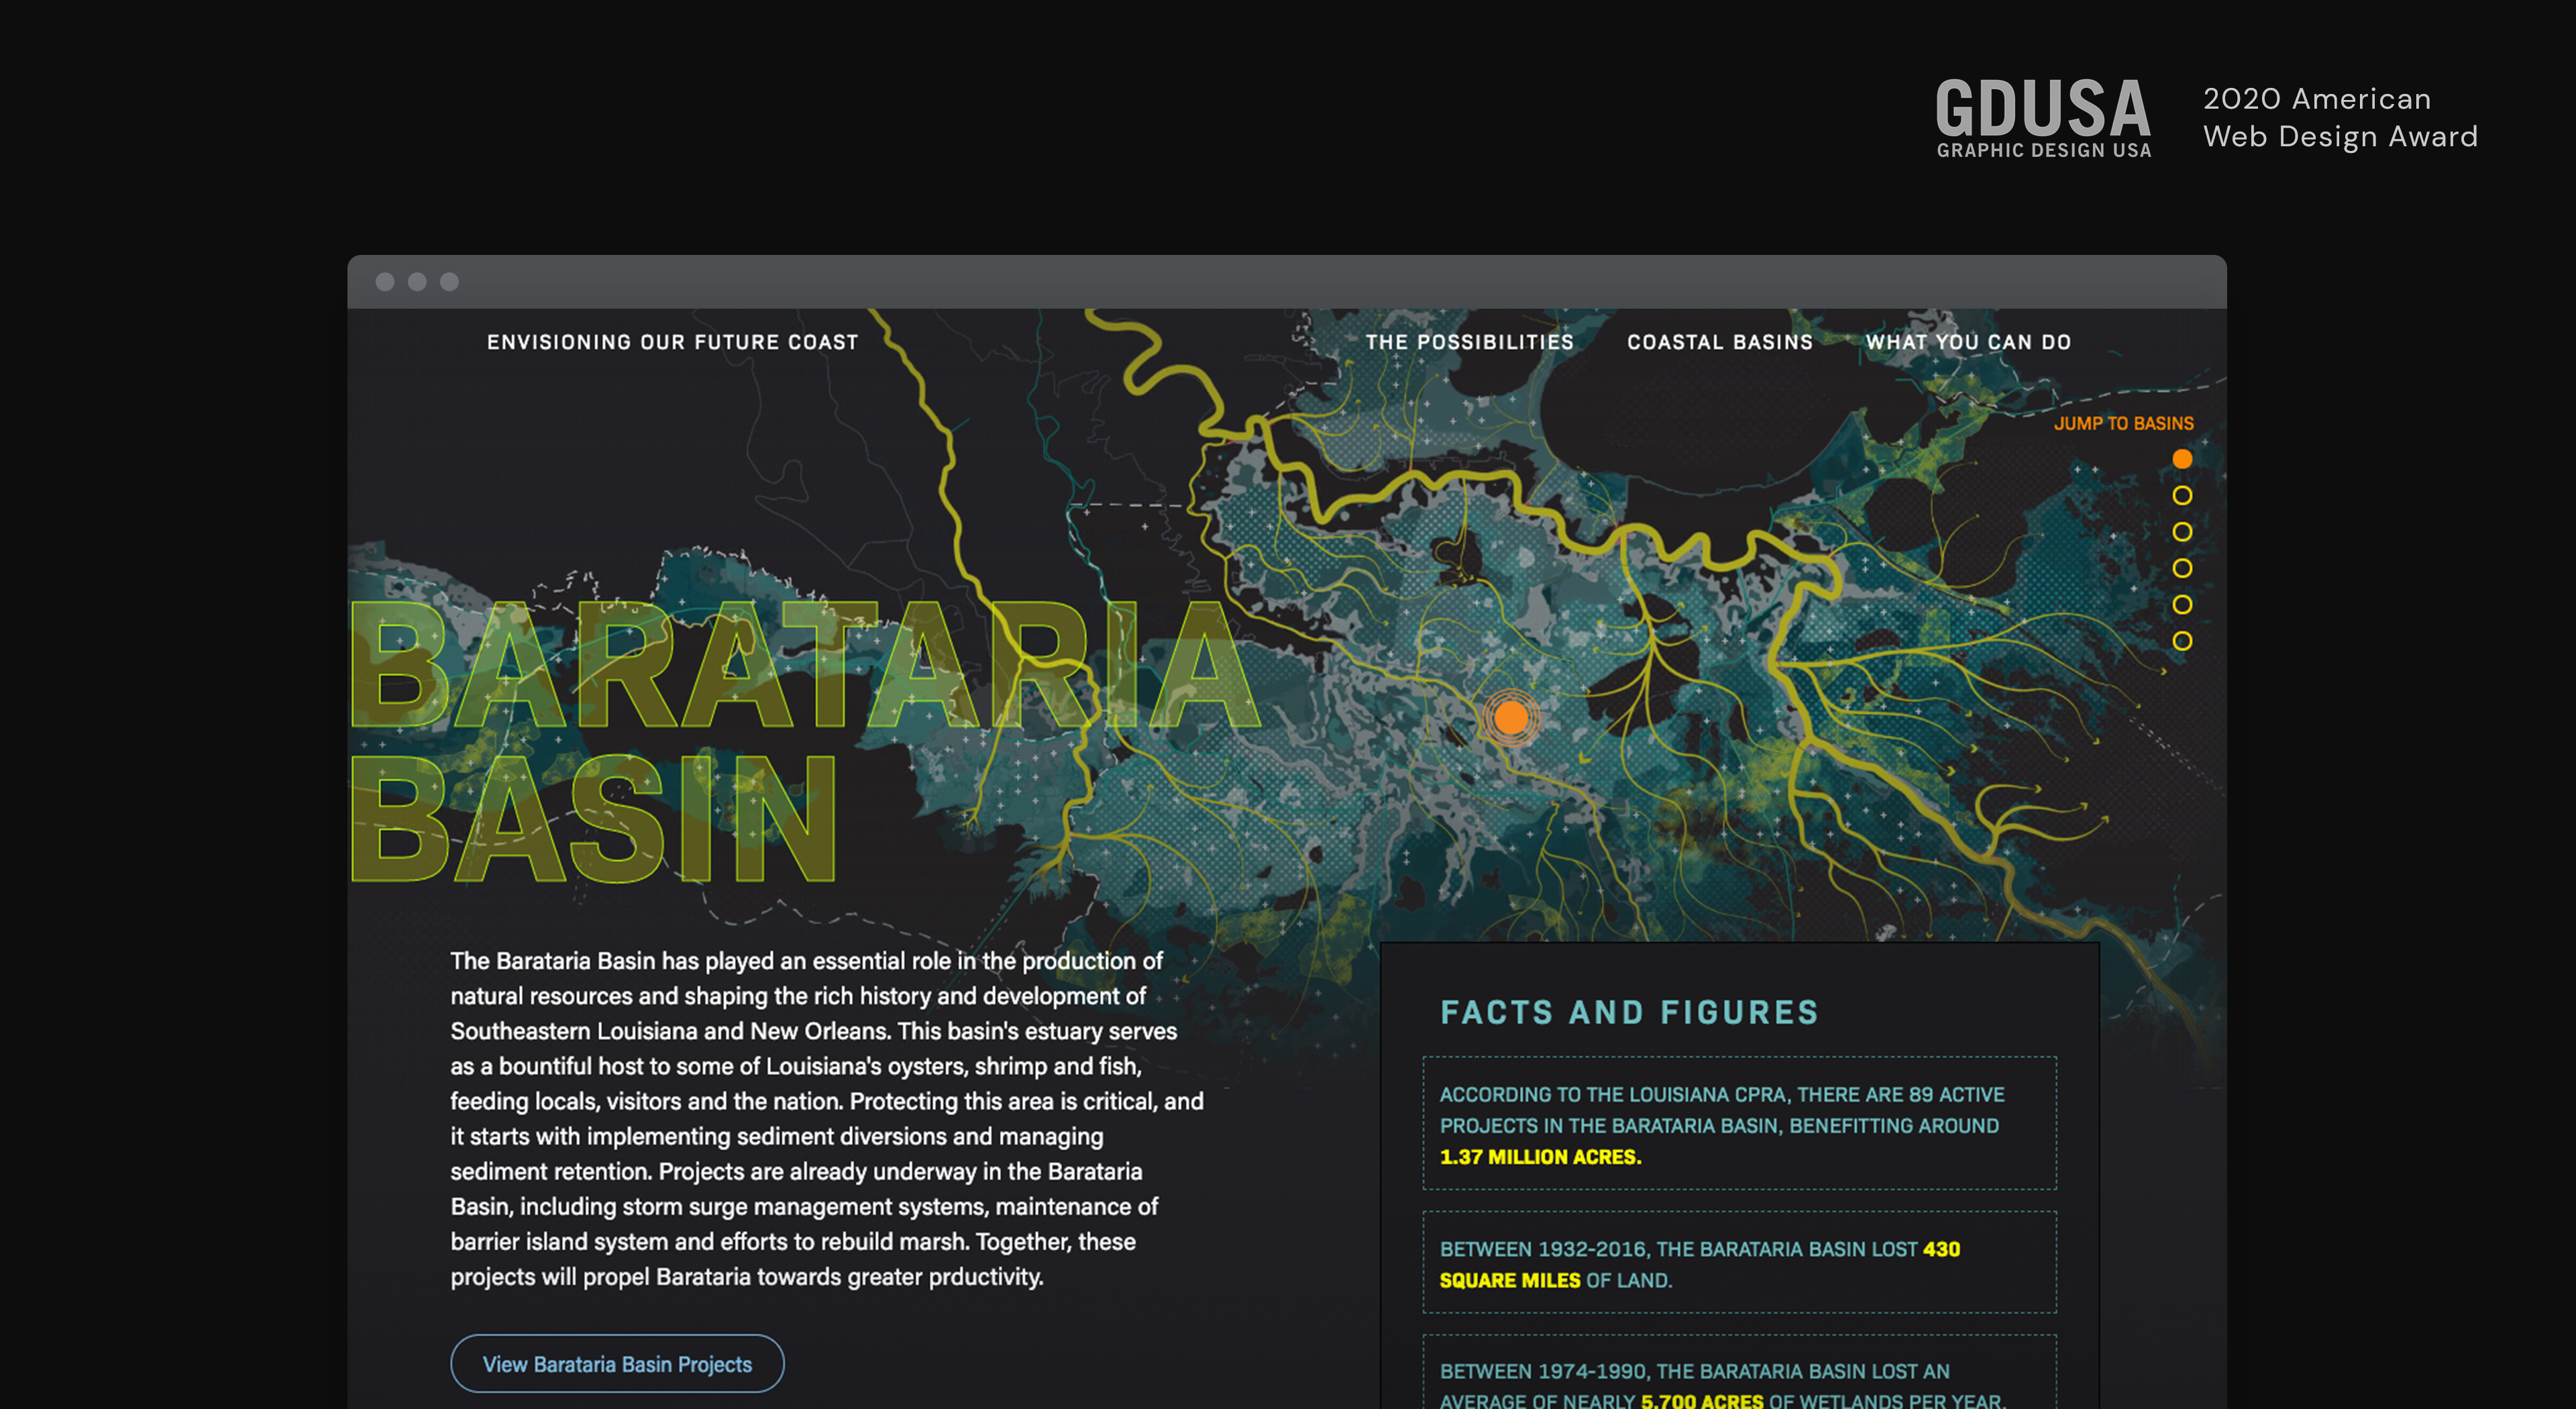 GDUSA
GRAPHIC DESIGN USA
2020 American
Web Design Award
ENVISIONING OUR FUTURE COAST
THE POSSIBILITIES
COASTAL BASINS
WHAT YOU CAN DO
JUMP TO BASINS
BARATARIA
BASIN
The Barataria Basin has played an essential role in the production of
natural resources and shaping the rich history and development of
Southeastern Louisiana and New Orleans. This basin's estuary serves
as a bountiful host to some of Louisiana's oysters, shrimp and fish,
feeding locals, visitors and the nation. Protecting this area is critical, and
it starts with implementing sediment diversions and managing
sediment retention. Projects are already underway in the Barataria
Basin, including storm surge management systems, maintenance of
barrier island system and efforts to rebuild marsh. Together, these
projects will propel Barataria towards greater prductivity.
View Barataria Basin Projects
FACTS AND FIGURES
ACCORDING TO THE LOUISIANA CPRA, THERE ARE 89 ACTIVE
PROJECTS IN THE BARATARIA BASIN, BENEFITTING AROUND
1.37 MILLION ACRES.
BETWEEN 1932-2016, THE BARATARIA BASIN LOST 430
SQUARE MILES OF LAND.
BETWEEN 1974-1990, THE BARATARIA BASIN LOST AN
AVERAGE OF NEARLY 5,700 ACRES OF WETLANDS PER YEAR.